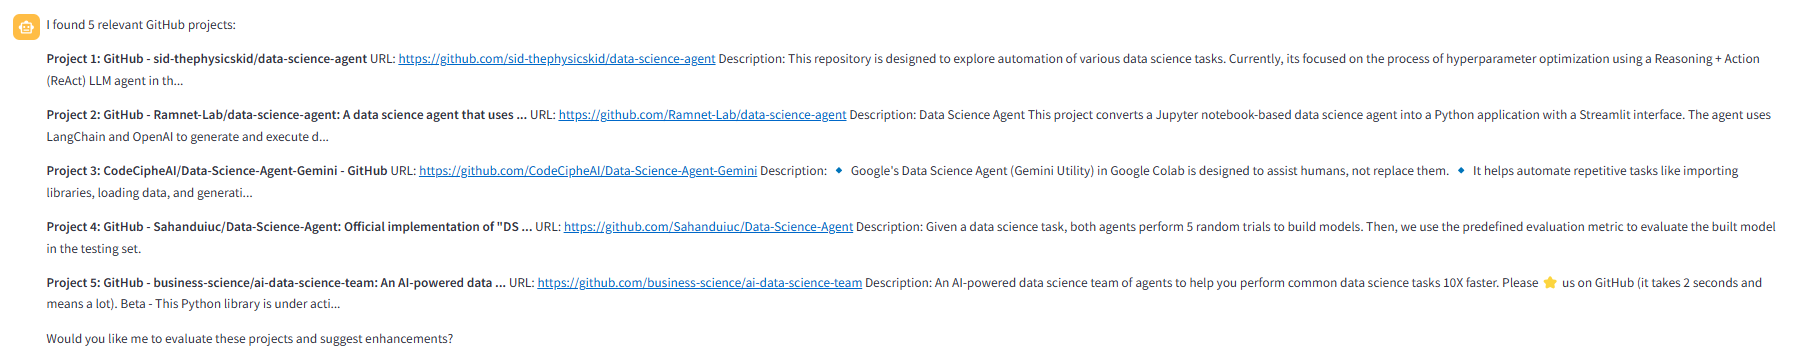 I found 5 relevant GitHub projects:
Project 1: GitHub - sid-thephysicskid/data-science-agent URL: https://github.com/sid-thephysicskid/data-science-agent Description: This repository is designed to explore automation of various data science tasks. Currently, its focused on the process of hyperparameter optimization using a Reasoning + Action
(ReAct) LLM agent in th...
Project 2: GitHub - Ramnet-Lab/data-science-agent: A data science agent that uses ... URL: https://github.com/Ramnet-Lab/data-science-agent Description: Data Science Agent This project converts a Jupyter notebook-based data science agent into a Python application with a Streamlit interface. The agent uses
LangChain and OpenAI to generate and execute d...
Project 3: CodeCipheAI/Data-Science-Agent-Gemini - GitHub URL: https://github.com/CodeCipheAI/Data-Science-Agent-Gemini Description: 🔹 Google's Data Science Agent (Gemini Utility) in Google Colab is designed to assist humans, not replace them. 🔹 It helps automate repetitive tasks like importing
libraries, loading data, and generati...
Project 4: GitHub - Sahanduiuc/Data-Science-Agent: Official implementation of "DS ... URL: https://github.com/Sahanduiuc/Data-Science-Agent Description: Given a data science task, both agents perform 5 random trials to build models. Then, we use the predefined evaluation metric to evaluate the built model
in the testing set.
Project 5: GitHub - business-science/ai-data-science-team: An AI-powered data ... URL: https://github.com/business-science/ai-data-science-team Description: An AI-powered data science team of agents to help you perform common data science tasks 10X faster. Please ⭐ us on GitHub (it takes 2 seconds and
means a lot). Beta - This Python library is under acti...
Would you like me to evaluate these projects and suggest enhancements?